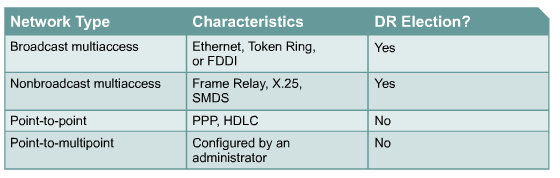 Network Type Characteristics DR Election?
Broadcast multiaccess Ethernet, Token Ring, Yes
or FDDI
Nonbroadcast multiaccess Frame Relay, X.25, Yes
SMDS
Point-to-point PPP, HDLC No
Point-to-multipoint Configured by an No
administrator